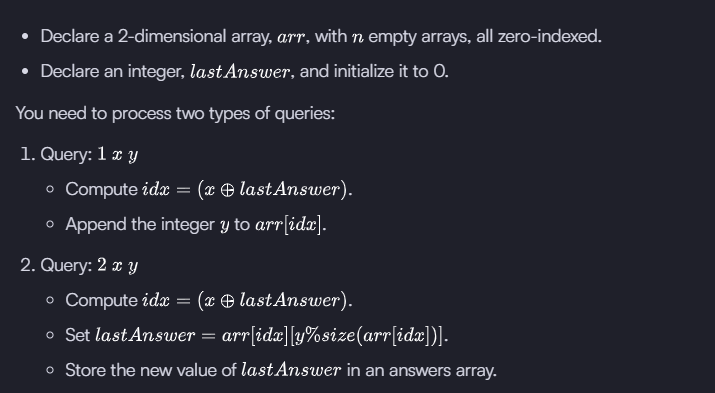 • Declare a 2-dimensional array, arr, with n empty arrays, all zero-indexed.
• Declare an integer, lastAnswer, and initialize it to 0.
You need to process two types of queries:
1. Query: 1 x y
◦ Compute idx = (x ⊕ lastAnswer).
◦ Append the integer y to arr[idx].
2. Query: 2 x y
◦ Compute idx = (x ⊕ lastAnswer).
◦ Set lastAnswer = arr[idx][y%size(arr[idx])].
◦ Store the new value of lastAnswer in an answers array.